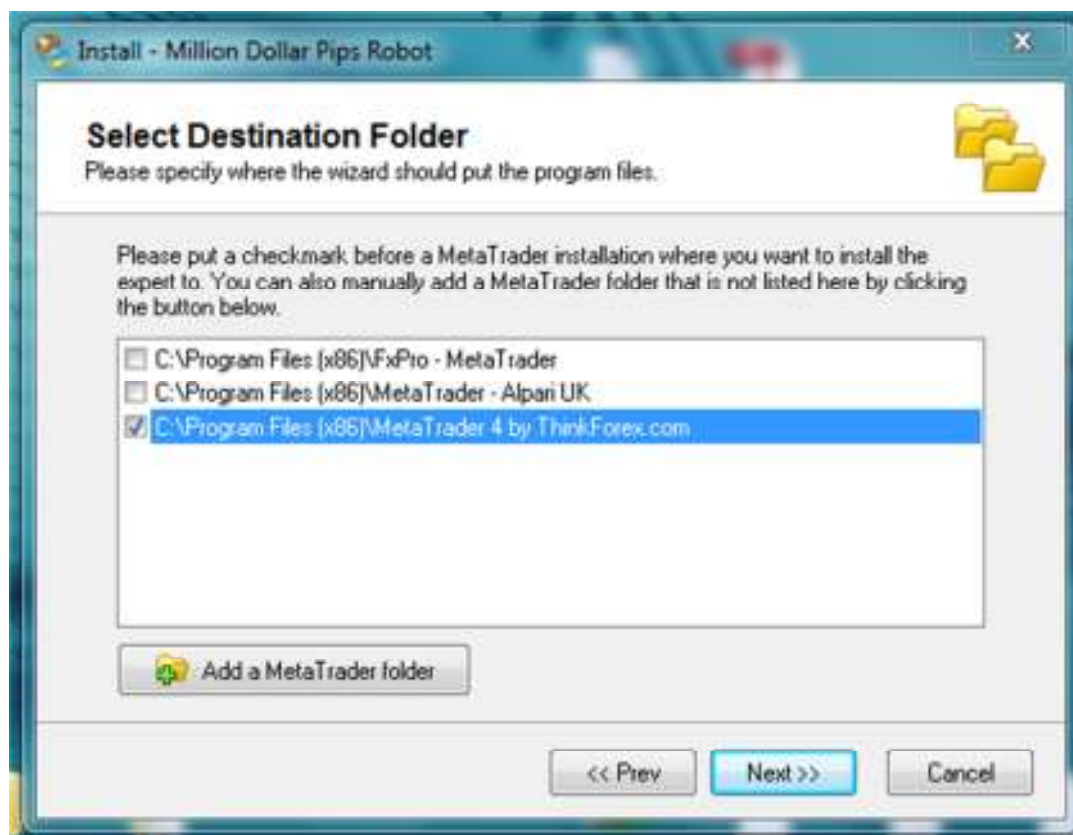 Install - Million Dollar Pips Robot
Select Destination Folder
Please specify where the wizard should put the program files.
Please put a checkmark before a MetaTrader installation where you want to install the
expert to. You can also manually add a MetaTrader folder that is not listed here by clicking
the button below.
C:\Program Files (x86)\FxPro - MetaTrader
C:\Program Files (x86)\MetaTrader - Alpari UK
C:\Program Files (x86)\MetaTrader 4 by ThinkForex.com
Add a MetaTrader folder
<< Prev Next >> Cancel